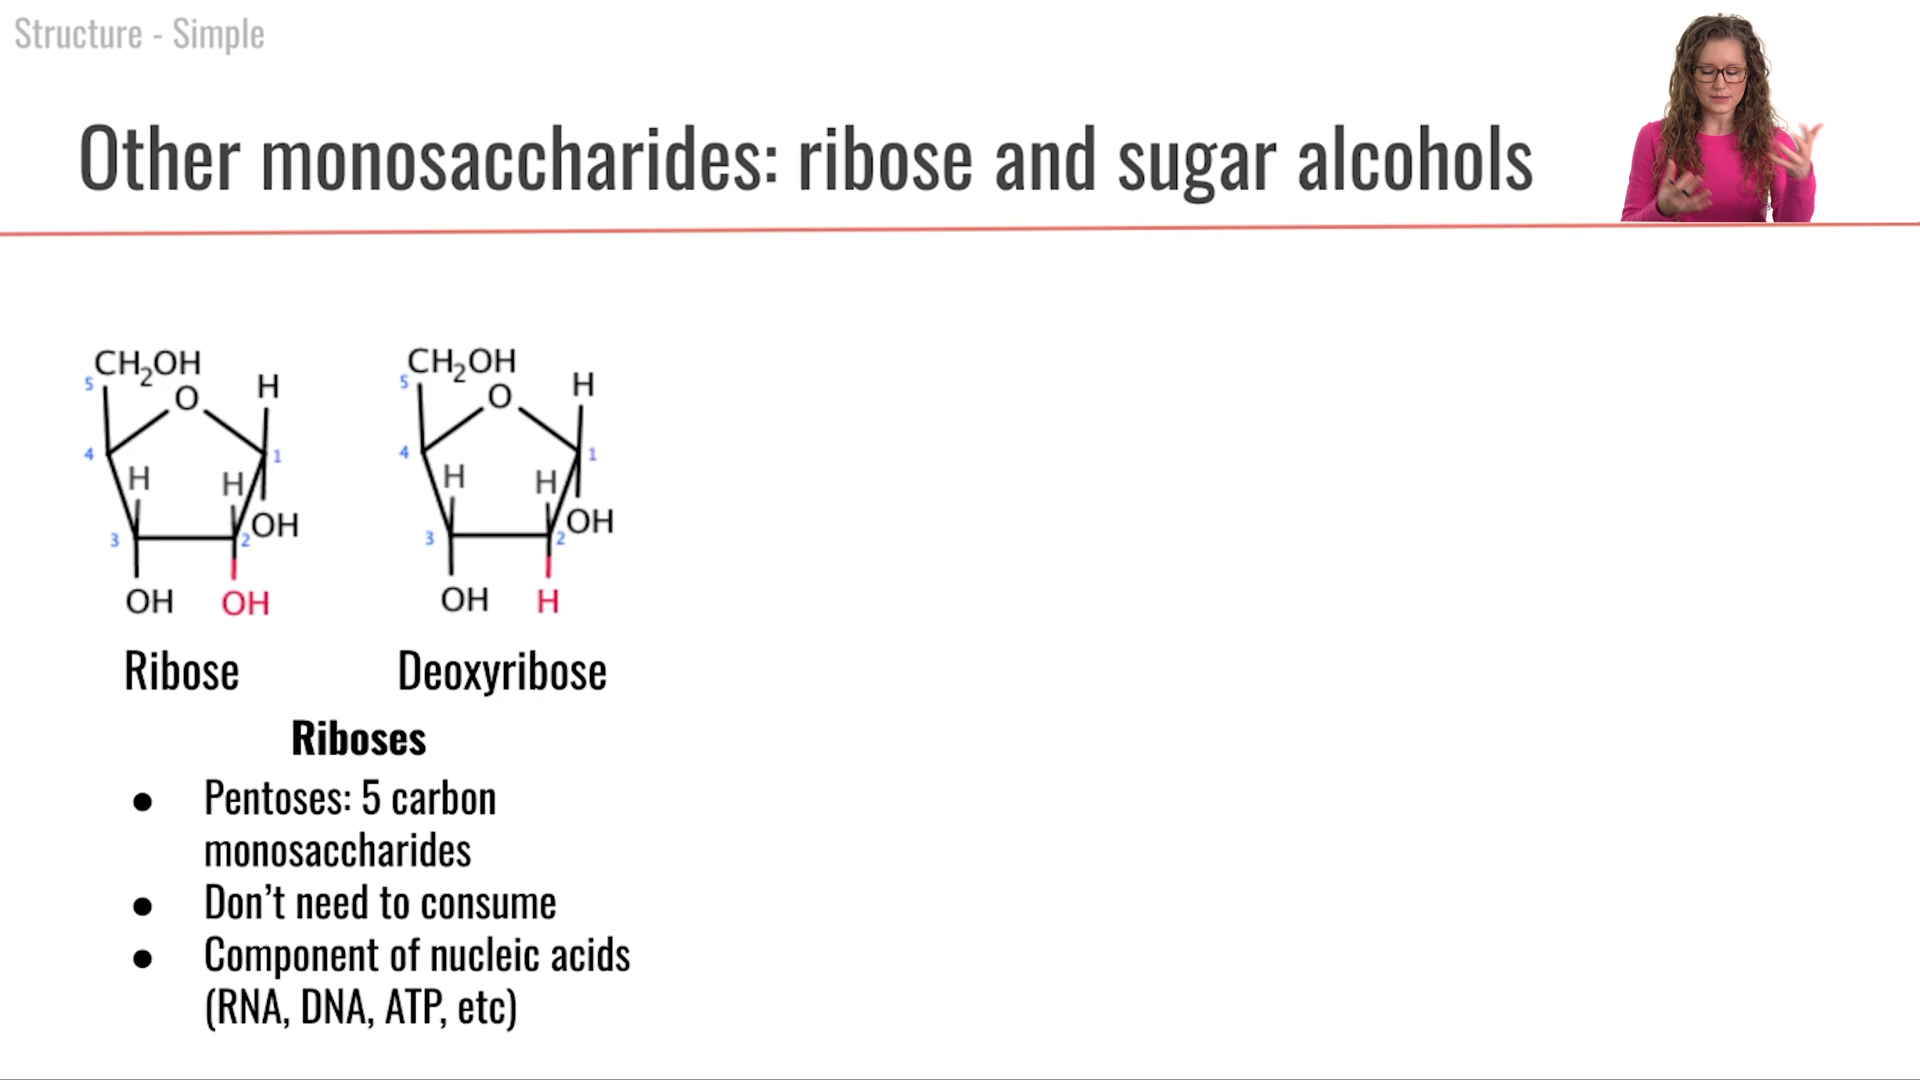 Structure - Simple
Other monosaccharides: ribose and sugar alcohols
CH2OH
5
O
H
4
1
H
H
OH
3
2
OH
OH
Ribose
CH2OH
5
O
H
4
1
H
H
OH
3
2
OH
H
Deoxyribose
Riboses
● Pentoses: 5 carbon
monosaccharides
● Don’t need to consume
● Component of nucleic acids
(RNA, DNA, ATP, etc)